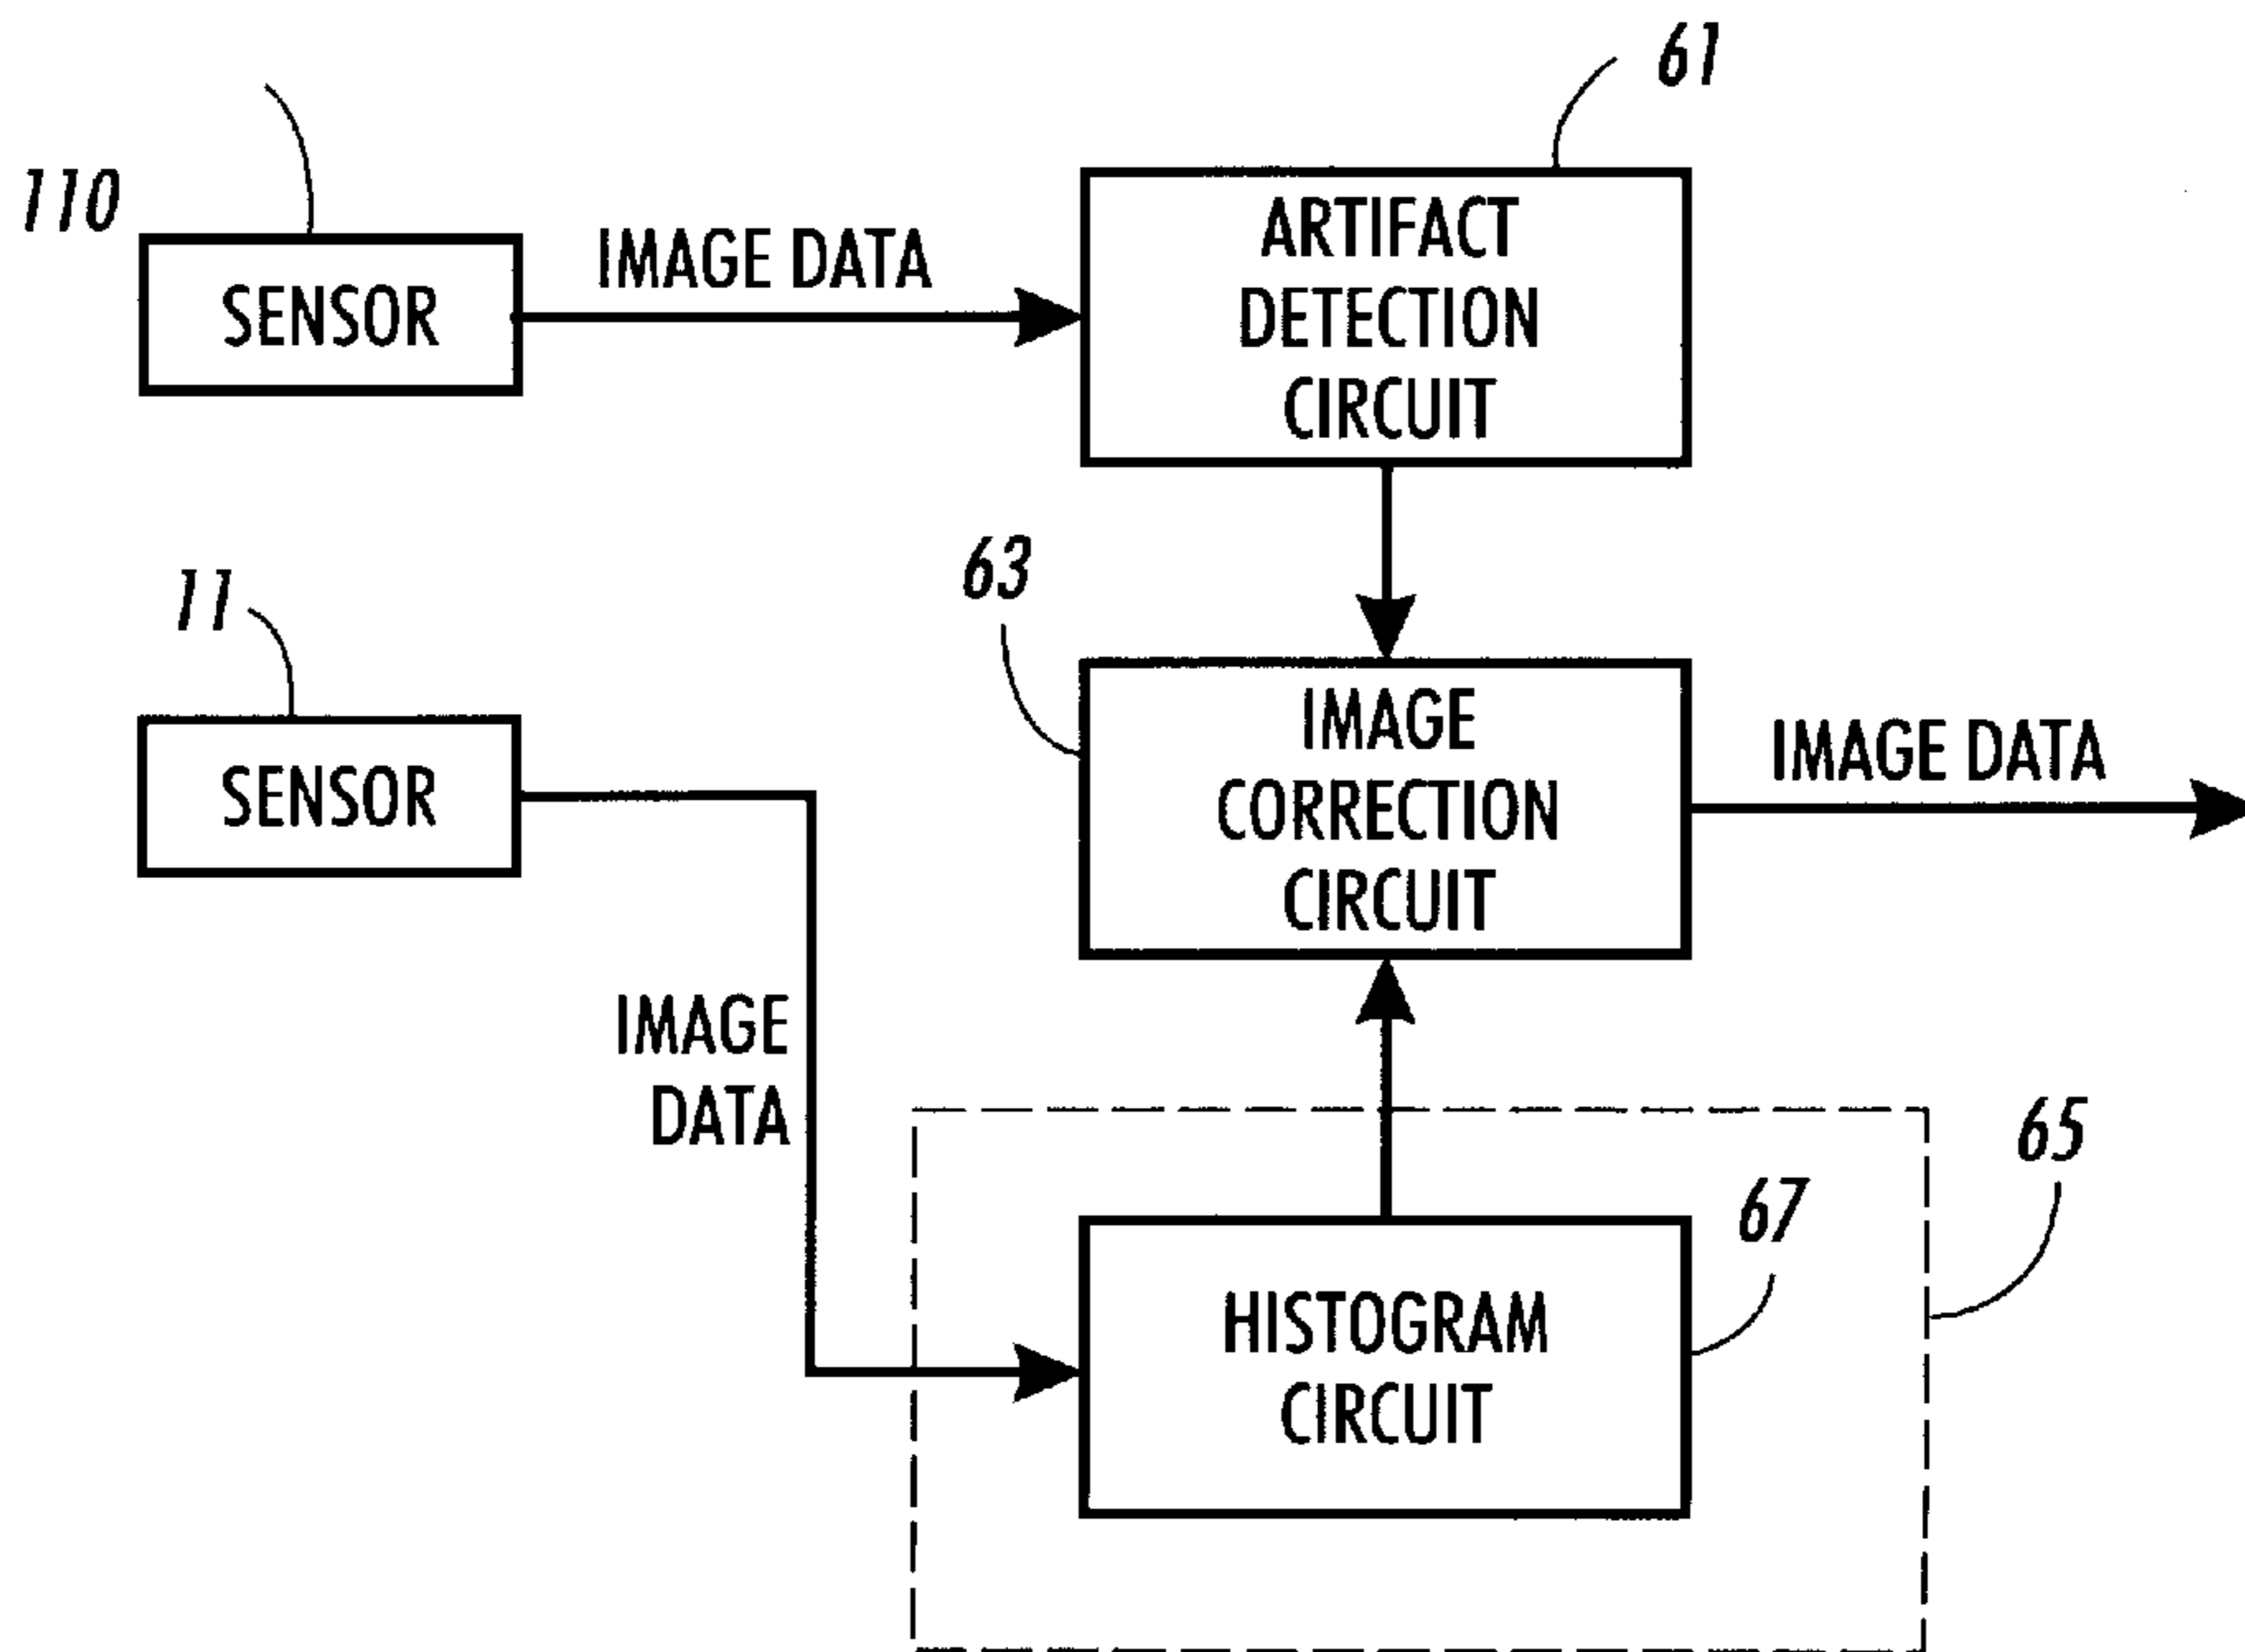 61
110
ARTIFACT
DETECTION
CIRCUIT
IMAGE DATA
SENSOR
63
11
IMAGE
CORRECTION
CIRCUIT
IMAGE DATA
SENSOR
IMAGE
DATA
65
67
HISTOGRAM
CIRCUIT